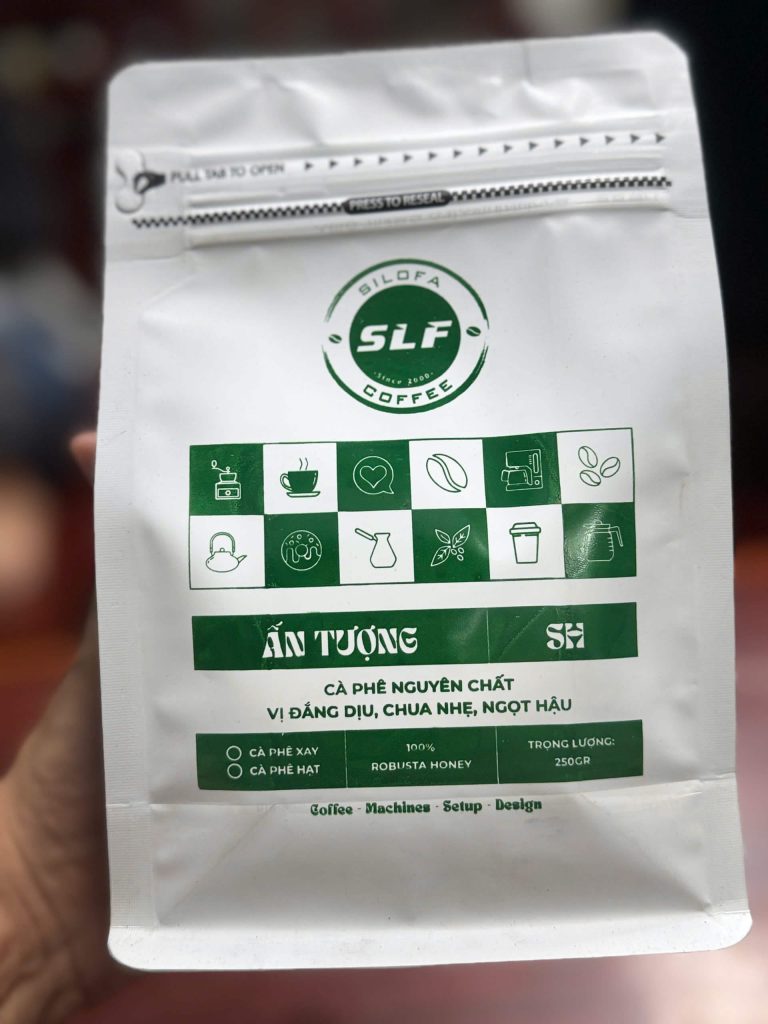 PULL TAB TO OPEN
PRESS TO RESEAL
SILOFA
SLF
Since 2000
COFFEE
ẤN TƯỢNG SH
CÀ PHÊ NGUYÊN CHẤT
VỊ ĐẮNG DỊU, CHUA NHẸ, NGỌT HẬU
CÀ PHÊ XAY
CÀ PHÊ HẠT
100%
ROBUSTA HONEY
TRỌNG LƯỢNG:
250GR
Coffee - Machines - Setup - Design